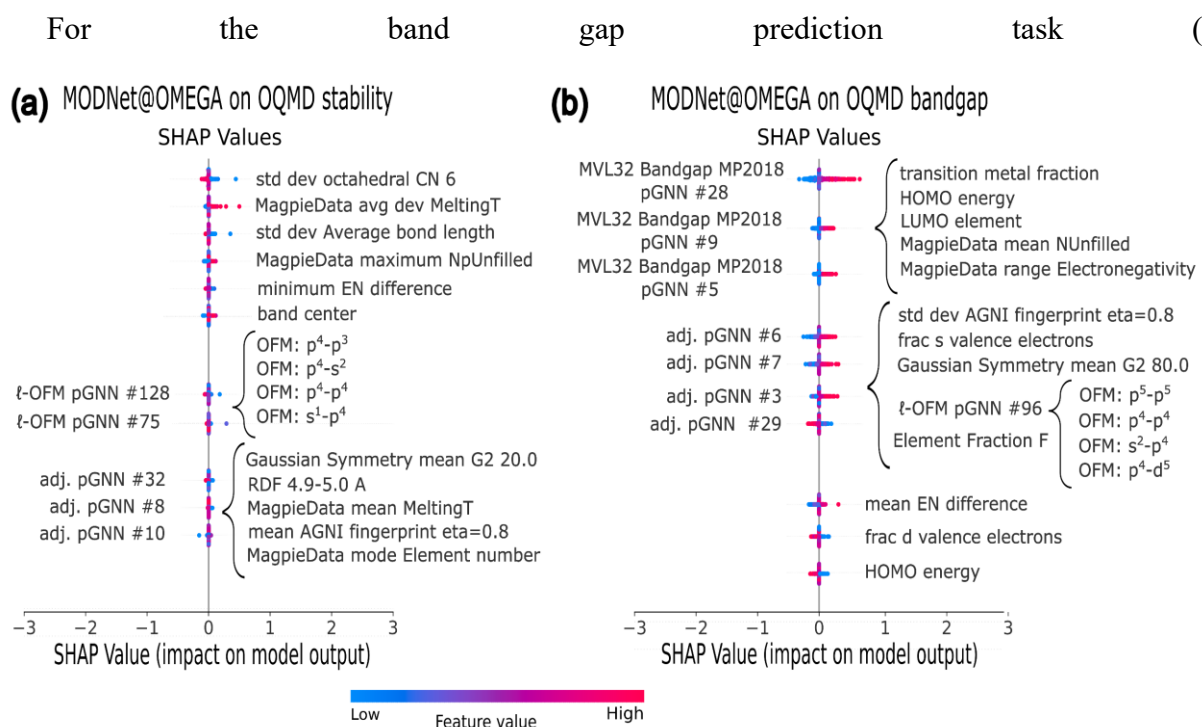 For the band gap prediction task (
(a) MODNet@OMEGA on OQMD stability
SHAP Values
std dev octahedral CN 6
MagpieData avg dev MeltingT
std dev Average bond length
MagpieData maximum NpUnfilled
minimum EN difference
band center
ℓ-OFM pGNN #128
ℓ-OFM pGNN #75
OFM: p⁴-p³
OFM: p⁴-s²
OFM: p⁴-p⁴
OFM: s¹-p⁴
adj. pGNN #32
adj. pGNN #8
adj. pGNN #10
Gaussian Symmetry mean G2 20.0
RDF 4.9-5.0 A
MagpieData mean MeltingT
mean AGNI fingerprint eta=0.8
MagpieData mode Element number
−3 −2 −1 0 1 2 3
SHAP Value (impact on model output)
(b) MODNet@OMEGA on OQMD bandgap
SHAP Values
MVL32 Bandgap MP2018
pGNN #28
MVL32 Bandgap MP2018
pGNN #9
MVL32 Bandgap MP2018
pGNN #5
transition metal fraction
HOMO energy
LUMO element
MagpieData mean NUnfilled
MagpieData range Electronegativity
adj. pGNN #6
adj. pGNN #7
adj. pGNN #3
adj. pGNN #29
std dev AGNI fingerprint eta=0.8
frac s valence electrons
Gaussian Symmetry mean G2 80.0
ℓ-OFM pGNN #96
Element Fraction F
OFM: p⁵-p⁵
OFM: p⁴-p⁴
OFM: s²-p⁴
OFM: p⁴-d⁵
mean EN difference
frac d valence electrons
HOMO energy
−3 −2 −1 0 1 2 3
SHAP Value (impact on model output)
Low High
Feature value